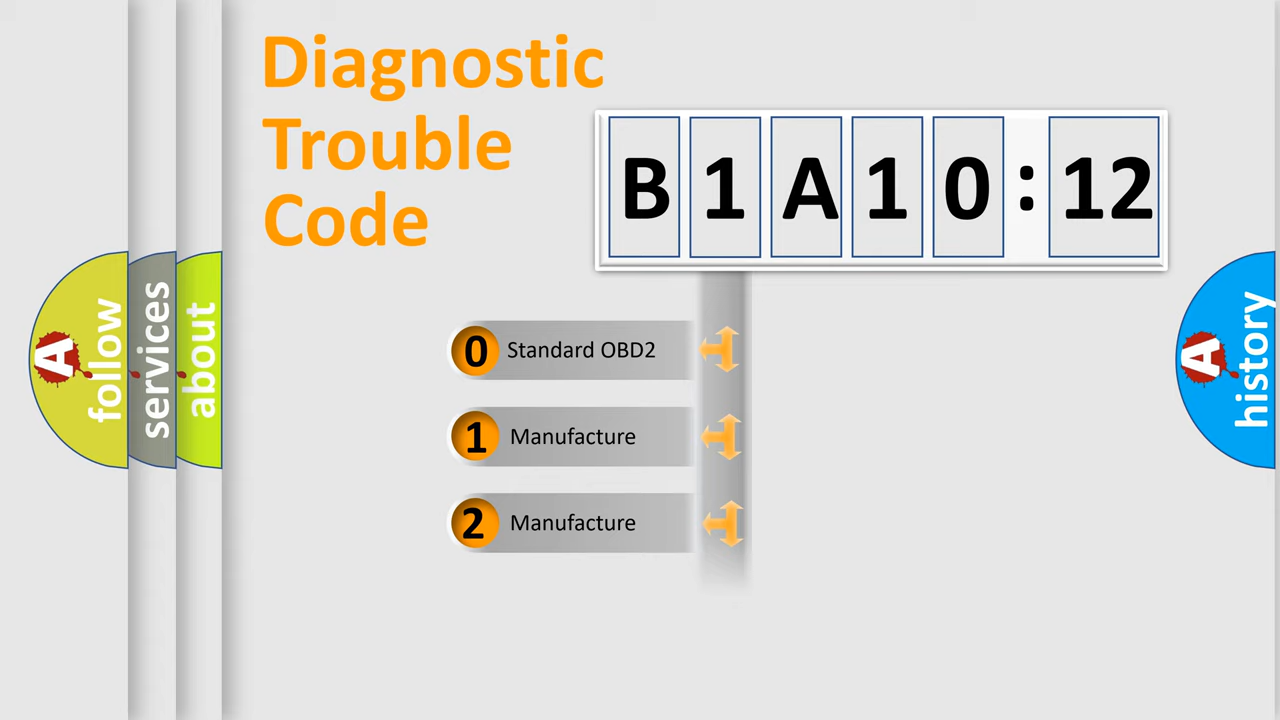 Diagnostic
Trouble
Code
B 1 A 1 0 : 12
0 Standard OBD2
1 Manufacture
2 Manufacture
A follow
services
about
A history